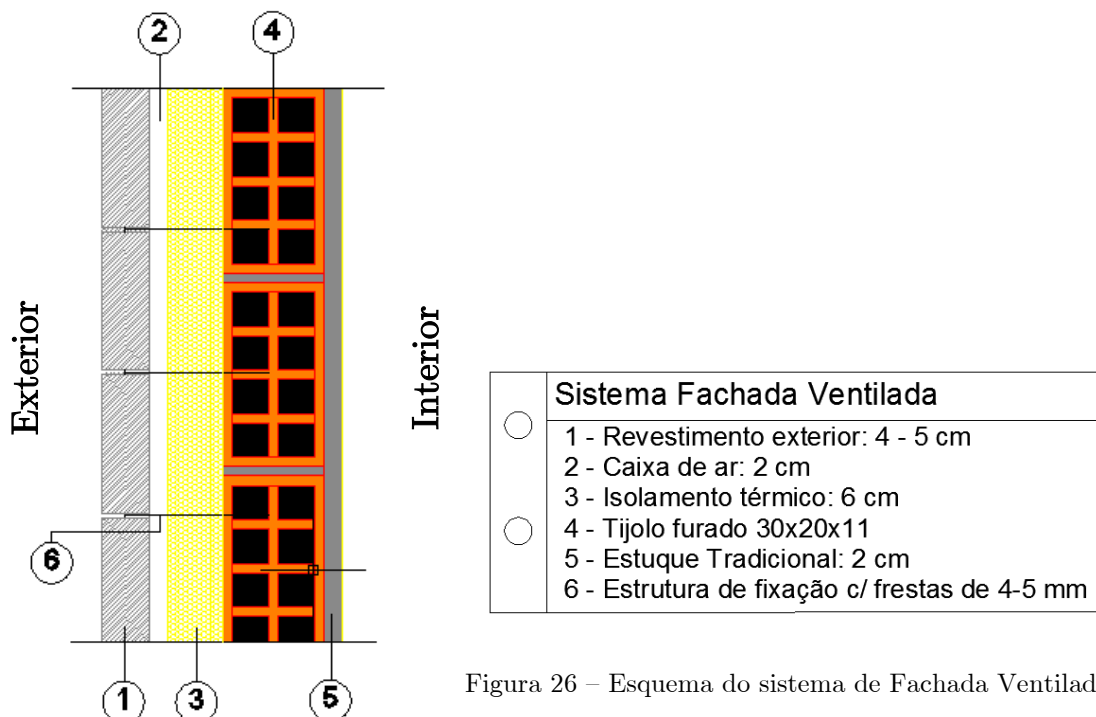 2
4
Exterior
Interior
6
1
3
5
Sistema Fachada Ventilada
1 - Revestimento exterior: 4 - 5 cm
2 - Caixa de ar: 2 cm
3 - Isolamento térmico: 6 cm
4 - Tijolo furado 30x20x11
5 - Estuque Tradicional: 2 cm
6 - Estrutura de fixação c/ frestas de 4-5 mm
Figura 26 – Esquema do sistema de Fachada Ventilad